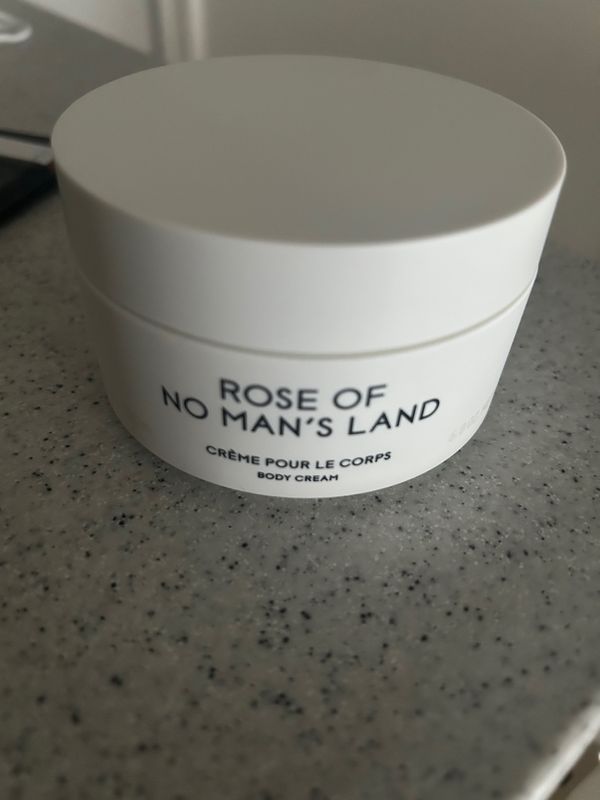 ROSE OF
NO MAN'S LAND
CRÈME POUR LE CORPS
BODY CREAM